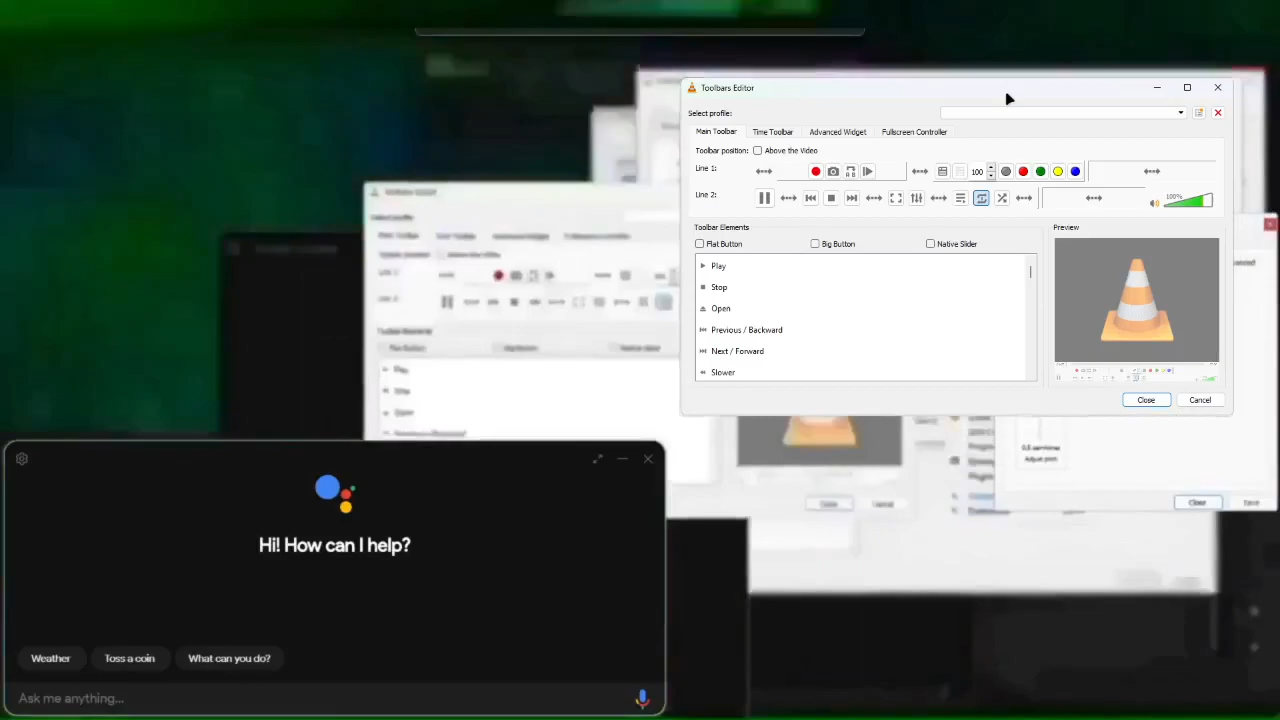 Toolbars Editor
Select profile:
Main Toolbar Time Toolbar Advanced Widget Fullscreen Controller
Toolbar position: Above the Video
Line 1: 100
Line 2: 100%
Toolbar Elements Preview
Flat Button Big Button Native Slider
Play
Stop
Open
Previous / Backward
Next / Forward
Slower
Close Cancel
Close
Hi! How can I help?
Weather Toss a coin What can you do?
Ask me anything...